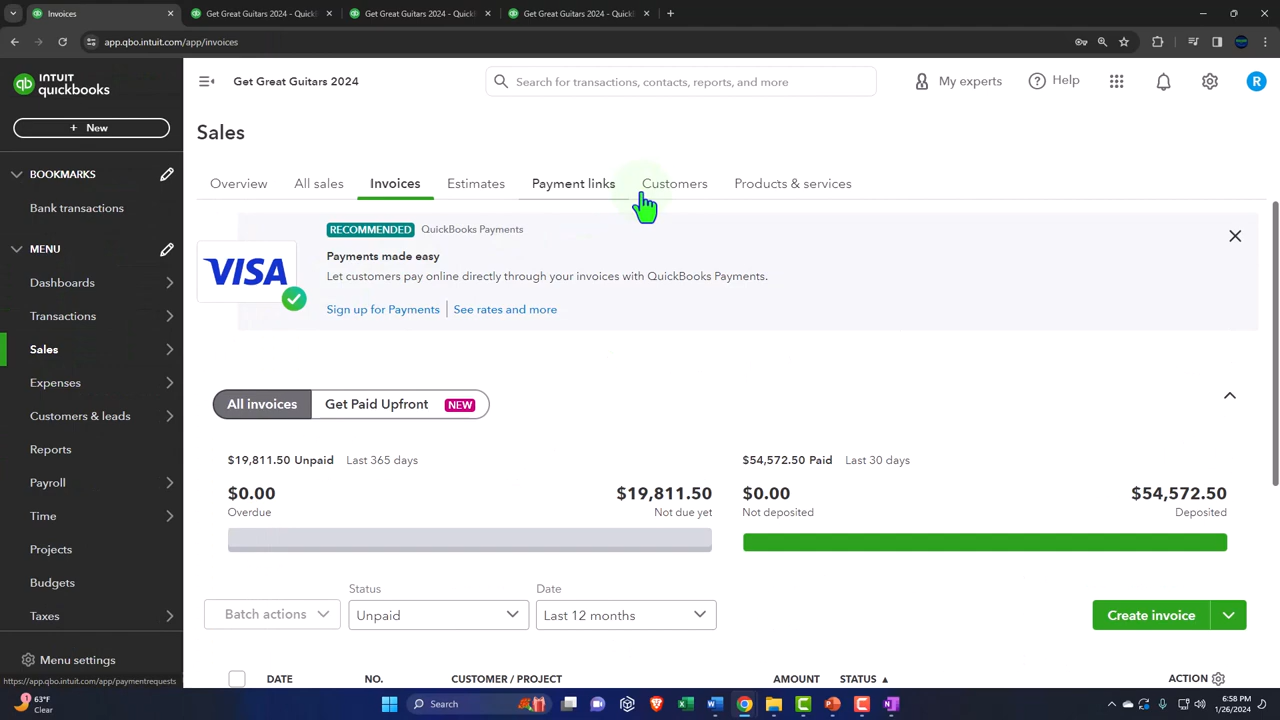 Invoices
Get Great Guitars 2024 - QuickB
Get Great Guitars 2024 - QuickB
Get Great Guitars 2024 - QuickB
app.qbo.intuit.com/app/invoices
INTUIT
quickbooks
Get Great Guitars 2024
Search for transactions, contacts, reports, and more
My experts
Help
R
+ New
Sales
BOOKMARKS
Bank transactions
MENU
Dashboards
Transactions
Sales
Expenses
Customers & leads
Reports
Payroll
Time
Projects
Budgets
Taxes
Menu settings
Overview All sales Invoices Estimates Payment links Customers Products & services
RECOMMENDED QuickBooks Payments
VISA
Payments made easy
Let customers pay online directly through your invoices with QuickBooks Payments.
Sign up for Payments See rates and more
All invoices Get Paid Upfront NEW
$19,811.50 Unpaid Last 365 days
$54,572.50 Paid Last 30 days
$0.00 $19,811.50
Overdue Not due yet
$0.00 $54,572.50
Not deposited Deposited
Status Date
Batch actions Unpaid Last 12 months Create invoice
DATE NO. CUSTOMER / PROJECT AMOUNT STATUS ACTION
https://app.qbo.intuit.com/app/paymentrequests
63°F
Clear
Search
5:58 PM
1/26/2024